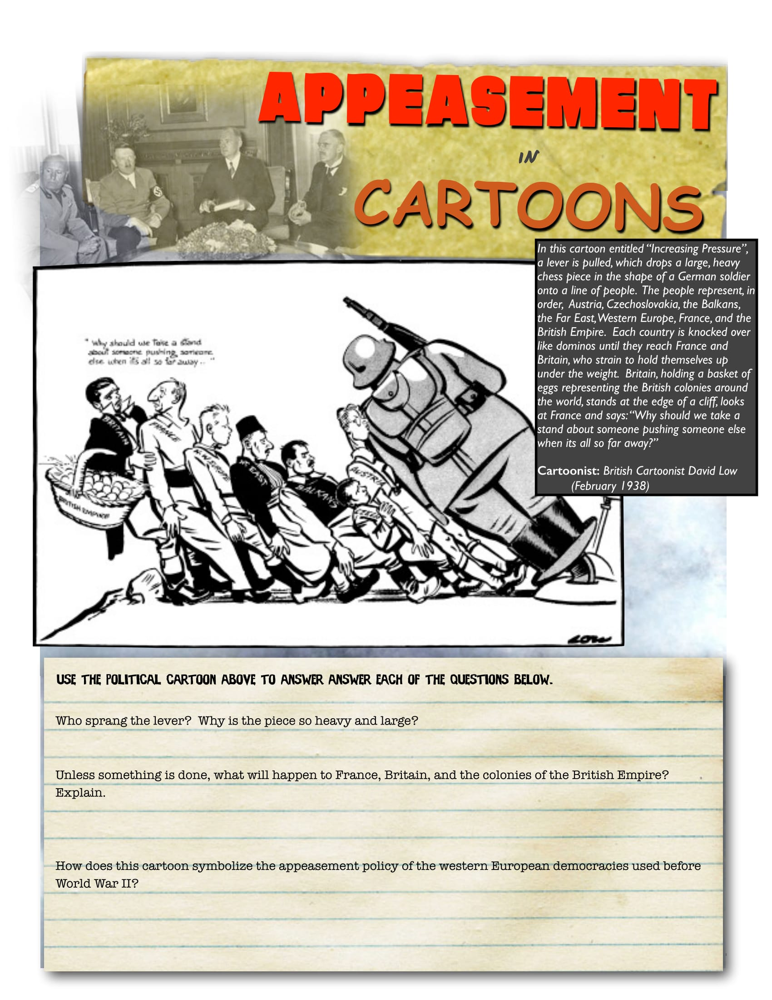 APPEASEMENT
IN
CARTOONS
In this cartoon entitled “Increasing Pressure”,
a lever is pulled, which drops a large, heavy
chess piece in the shape of a German soldier
onto a line of people.  The people represent, in
order,  Austria, Czechoslovakia, the Balkans,
the Far East, Western Europe, France, and the
British Empire.  Each country is knocked over
like dominos until they reach France and
Britain, who strain to hold themselves up
under the weight.  Britain, holding a basket of
eggs representing the British colonies around
the world, stands at the edge of a cliff, looks
at France and says: “Why should we take a
stand about someone pushing someone else
when its all so far away?”
Cartoonist: British Cartoonist David Low
(February 1938)
"Why should we take a stand
about someone pushing someone
else when it's all so far away.."
BRITAIN
FRANCE
N.W. EUROPE
Nr EAST
BALKANS
AUSTRIA
CZECH
BRITISH EMPIRE
LOW
USE THE POLITICAL CARTOON ABOVE TO ANSWER ANSWER EACH OF THE QUESTIONS BELOW.
Who sprang the lever?  Why is the piece so heavy and large?
Unless something is done, what will happen to France, Britain, and the colonies of the British Empire?
Explain.
How does this cartoon symbolize the appeasement policy of the western European democracies used before
World War II?